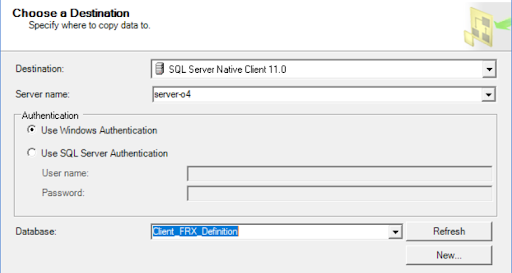 Choose a Destination
Specify where to copy data to.
Destination:
SQL Server Native Client 11.0
Server name:
server-o4
Authentication
Use Windows Authentication
Use SQL Server Authentication
User name:
Password:
Database:
Client_FRX_Definition
Refresh
New...